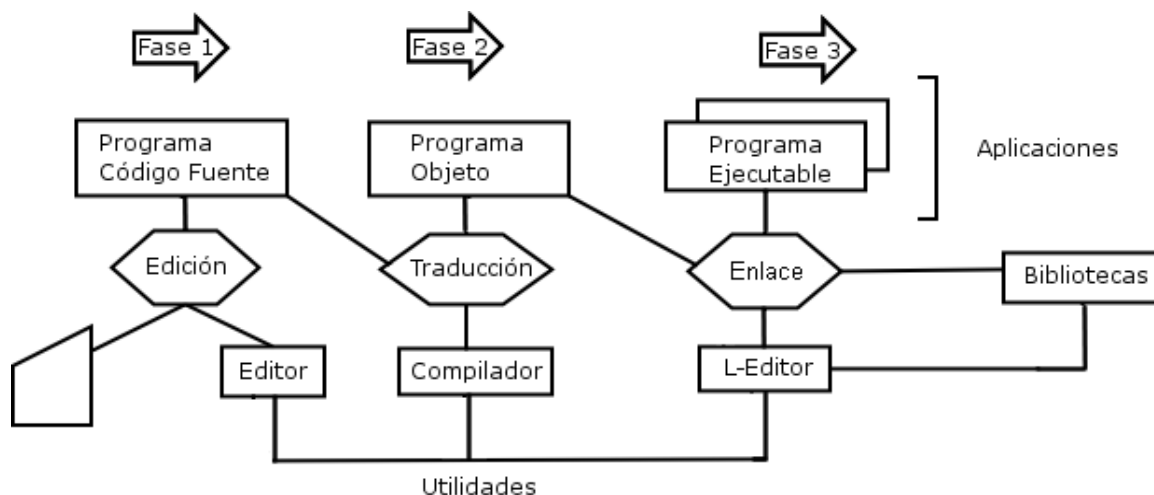 Fase 1
Fase 2
Fase 3
Programa
Código Fuente
Programa
Objeto
Programa
Ejecutable
Aplicaciones
Edición
Traducción
Enlace
Bibliotecas
Editor
Compilador
L-Editor
Utilidades